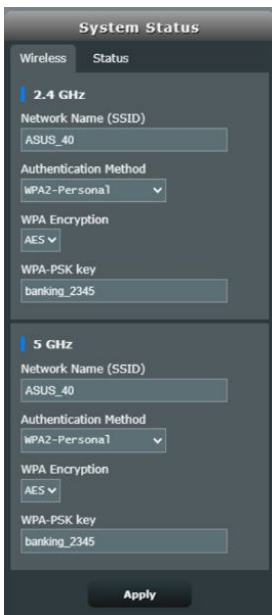 System Status
Wireless Status
2.4 GHz
Network Name (SSID)
ASUS_40
Authentication Method
WPA2-Personal
WPA Encryption
AES
WPA-PSK key
banking_2345
5 GHz
Network Name (SSID)
ASUS_40
Authentication Method
WPA2-Personal
WPA Encryption
AES
WPA-PSK key
banking_2345
Apply